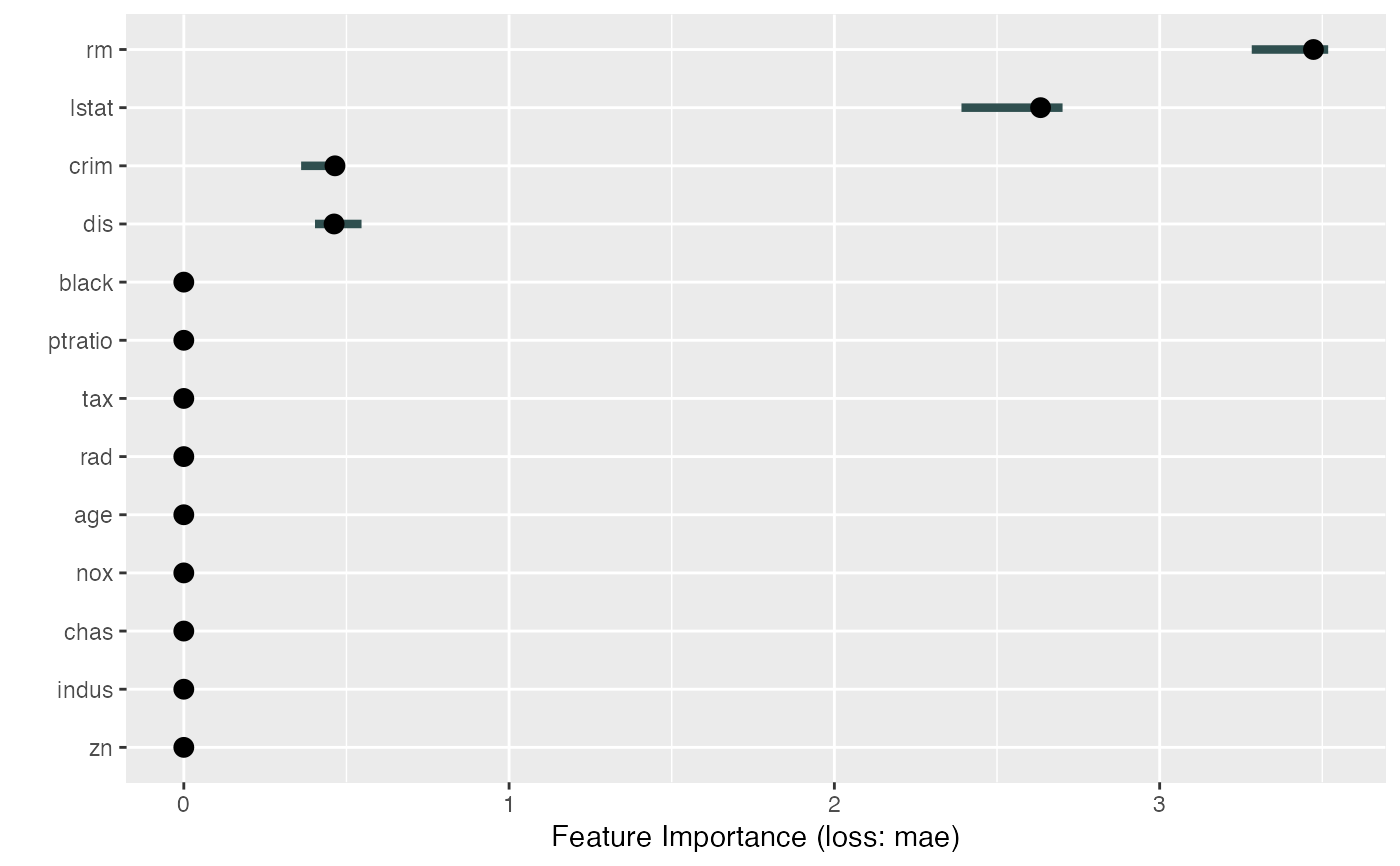 rm
lstat
crim
dis
black
ptratio
tax
rad
age
nox
chas
indus
zn
0 1 2 3
Feature Importance (loss: mae)